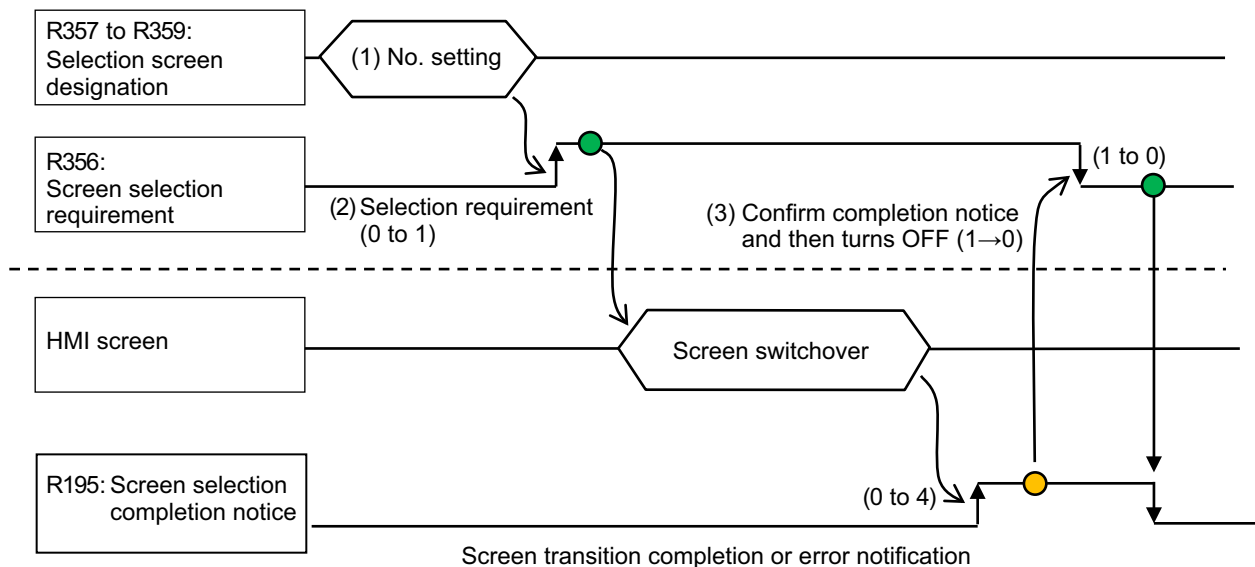 R357 to R359:
Selection screen
designation
(1) No. setting
R356:
Screen selection
requirement
(1 to 0)
(2) Selection requirement
(0 to 1)
(3) Confirm completion notice
and then turns OFF (1→0)
HMI screen
Screen switchover
R195: Screen selection
completion notice
(0 to 4)
Screen transition completion or error notification